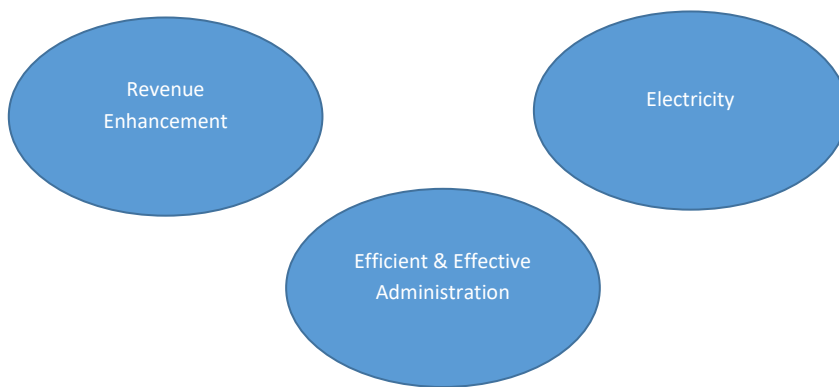 Revenue
Enhancement
Electricity
Efficient & Effective
Administration